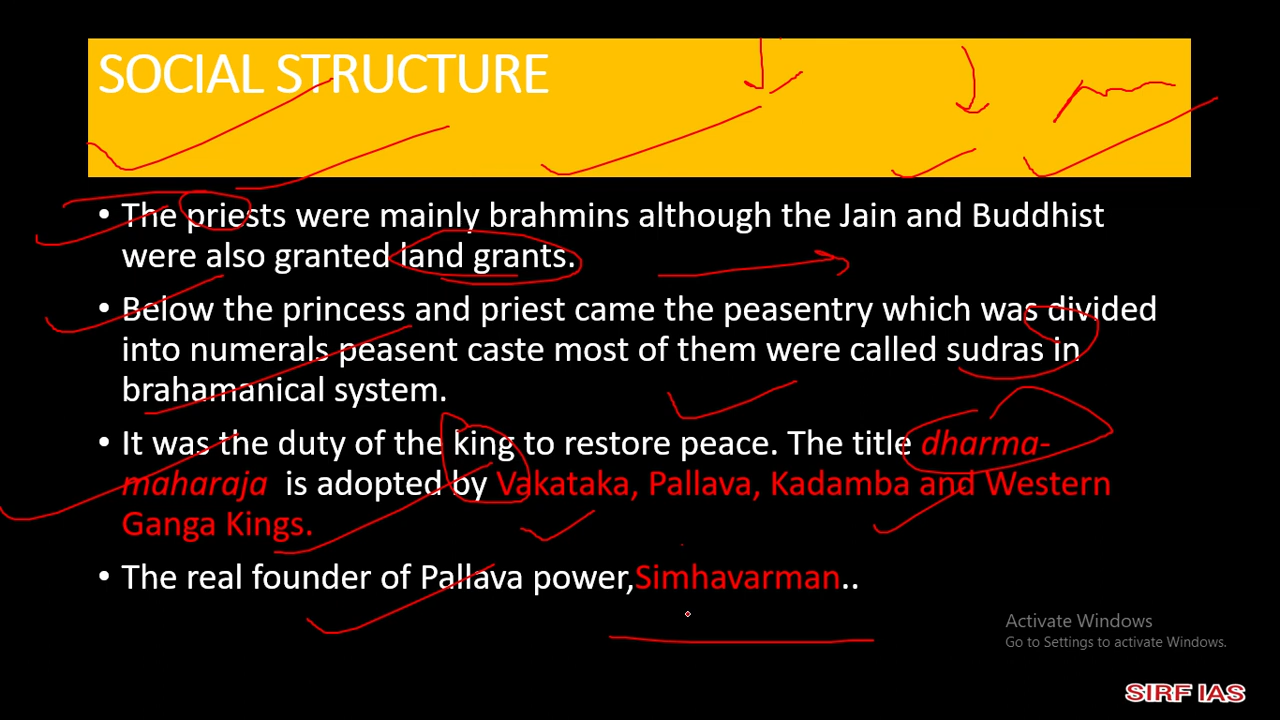 SOCIAL STRUCTURE
• The priests were mainly brahmins although the Jain and Buddhist
were also granted land grants.
• Below the princess and priest came the peasentry which was divided
into numerals peasent caste most of them were called sudras in
brahamanical system.
• It was the duty of the king to restore peace. The title dharma-
maharaja is adopted by Vakataka, Pallava, Kadamba and Western
Ganga Kings.
• The real founder of Pallava power,Simhavarman..
Activate Windows
Go to Settings to activate Windows.
SIRF IAS